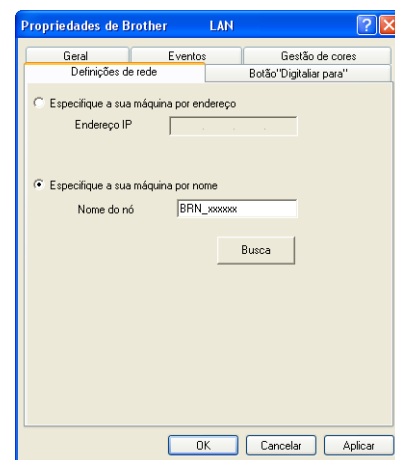 Propriedades de Brother LAN
Geral Eventos Gestão de cores
Definições de rede Botão"Digitaliar para"
Especifique a sua máquina por endereço
Endereço IP
Especifique a sua máquina por nome
Nome do nó BRN_xxxxxx
Busca
OK Cancelar Aplicar